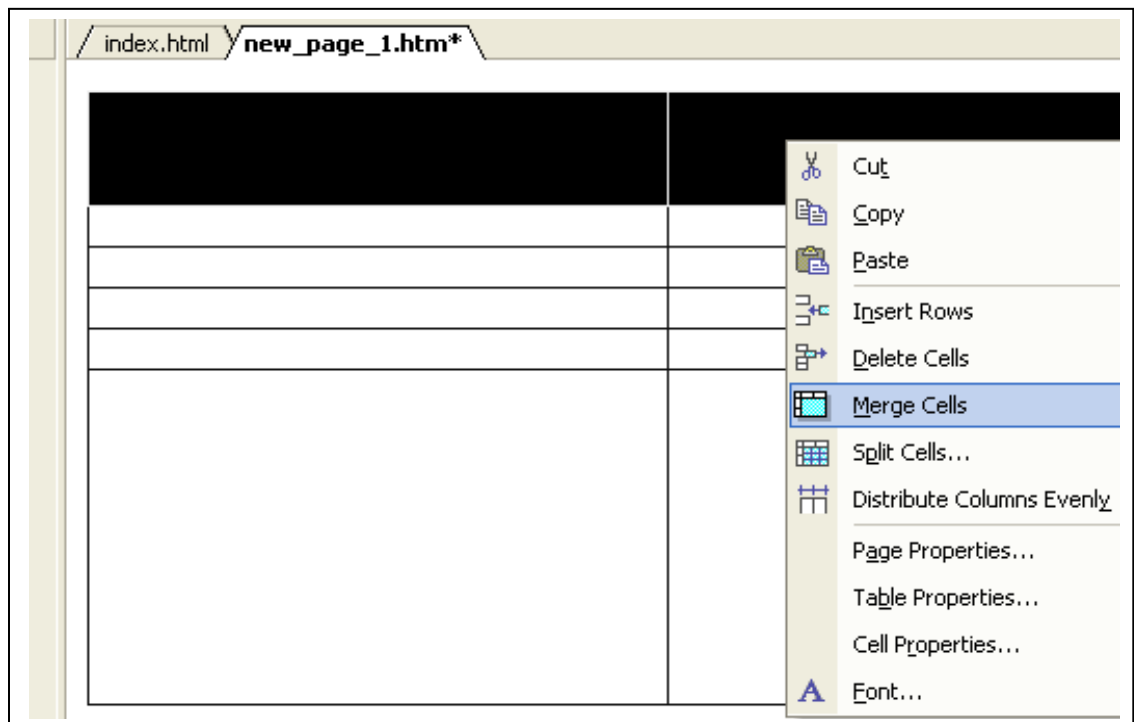 index.html new_page_1.htm*
Cut
Copy
Paste
Insert Rows
Delete Cells
Merge Cells
Split Cells...
Distribute Columns Evenly
Page Properties...
Table Properties...
Cell Properties...
Font...